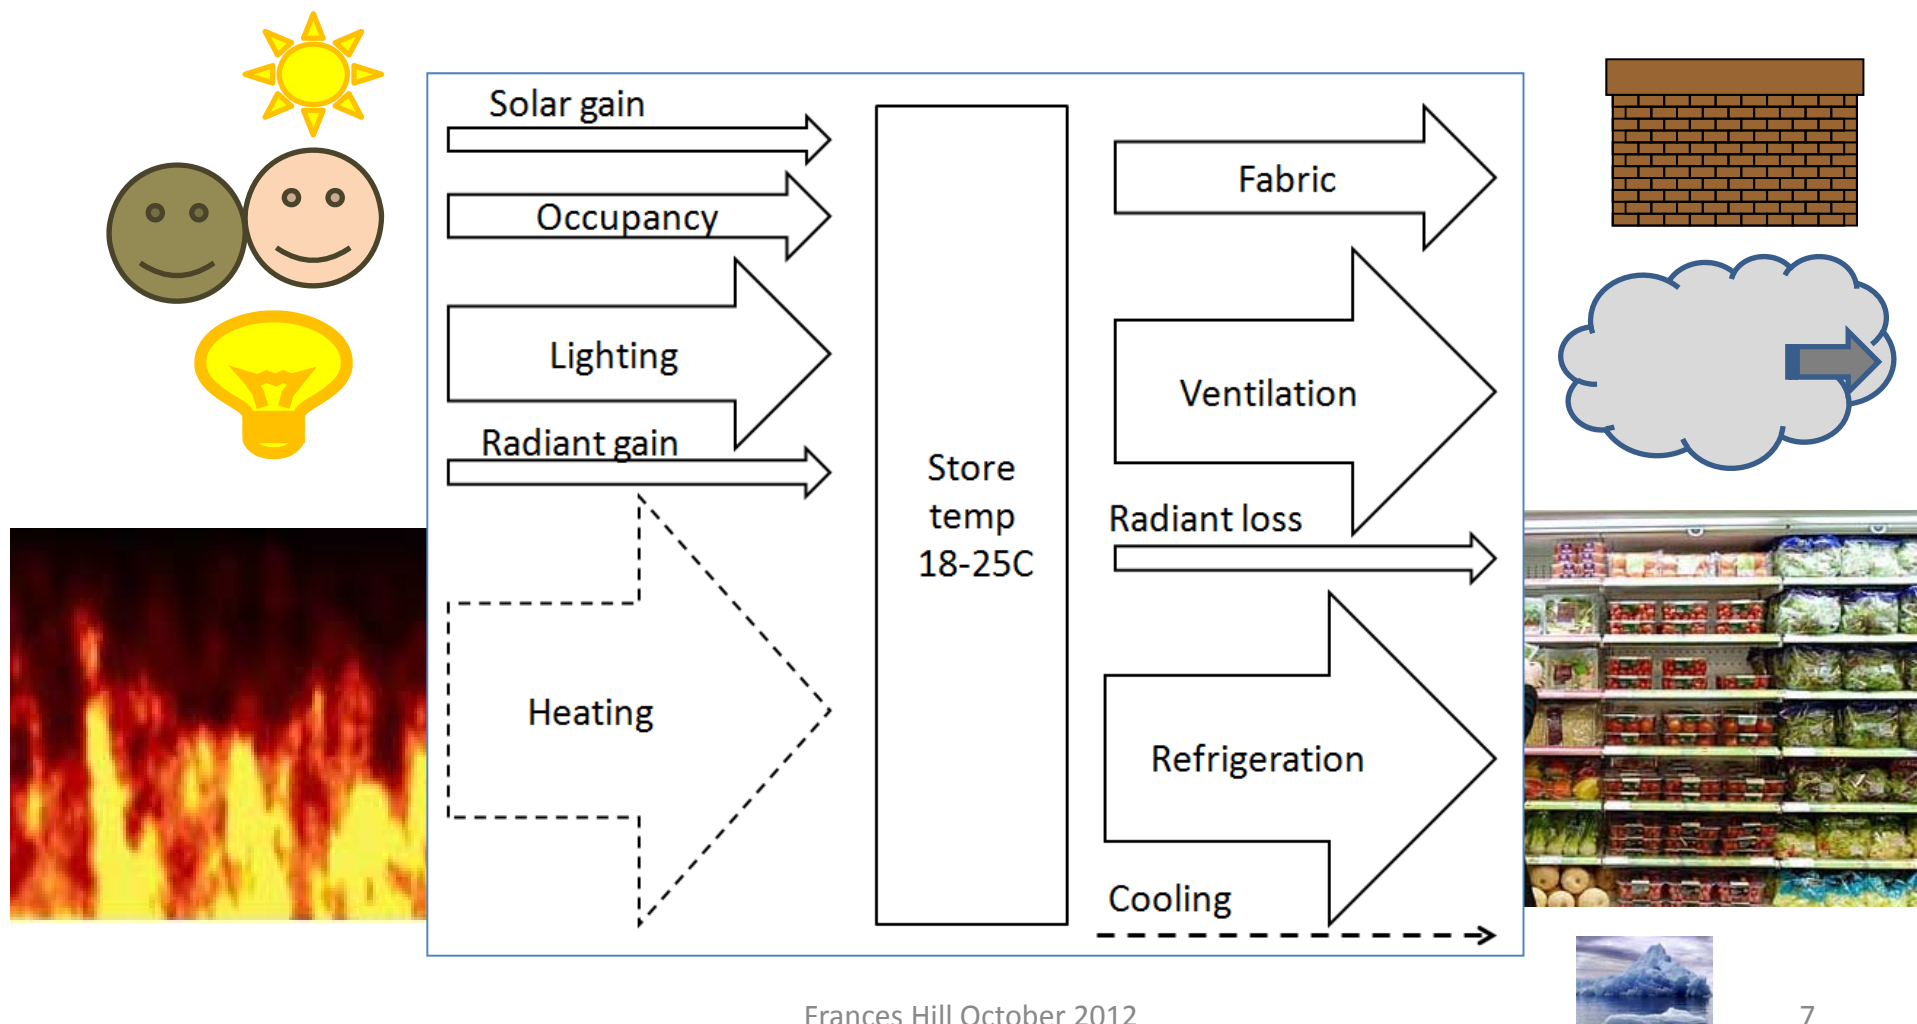 Solar gain
Occupancy
Lighting
Radiant gain
Heating
Store
temp
18-25C
Fabric
Ventilation
Radiant loss
Refrigeration
Cooling
Frances Hill October 2012
7